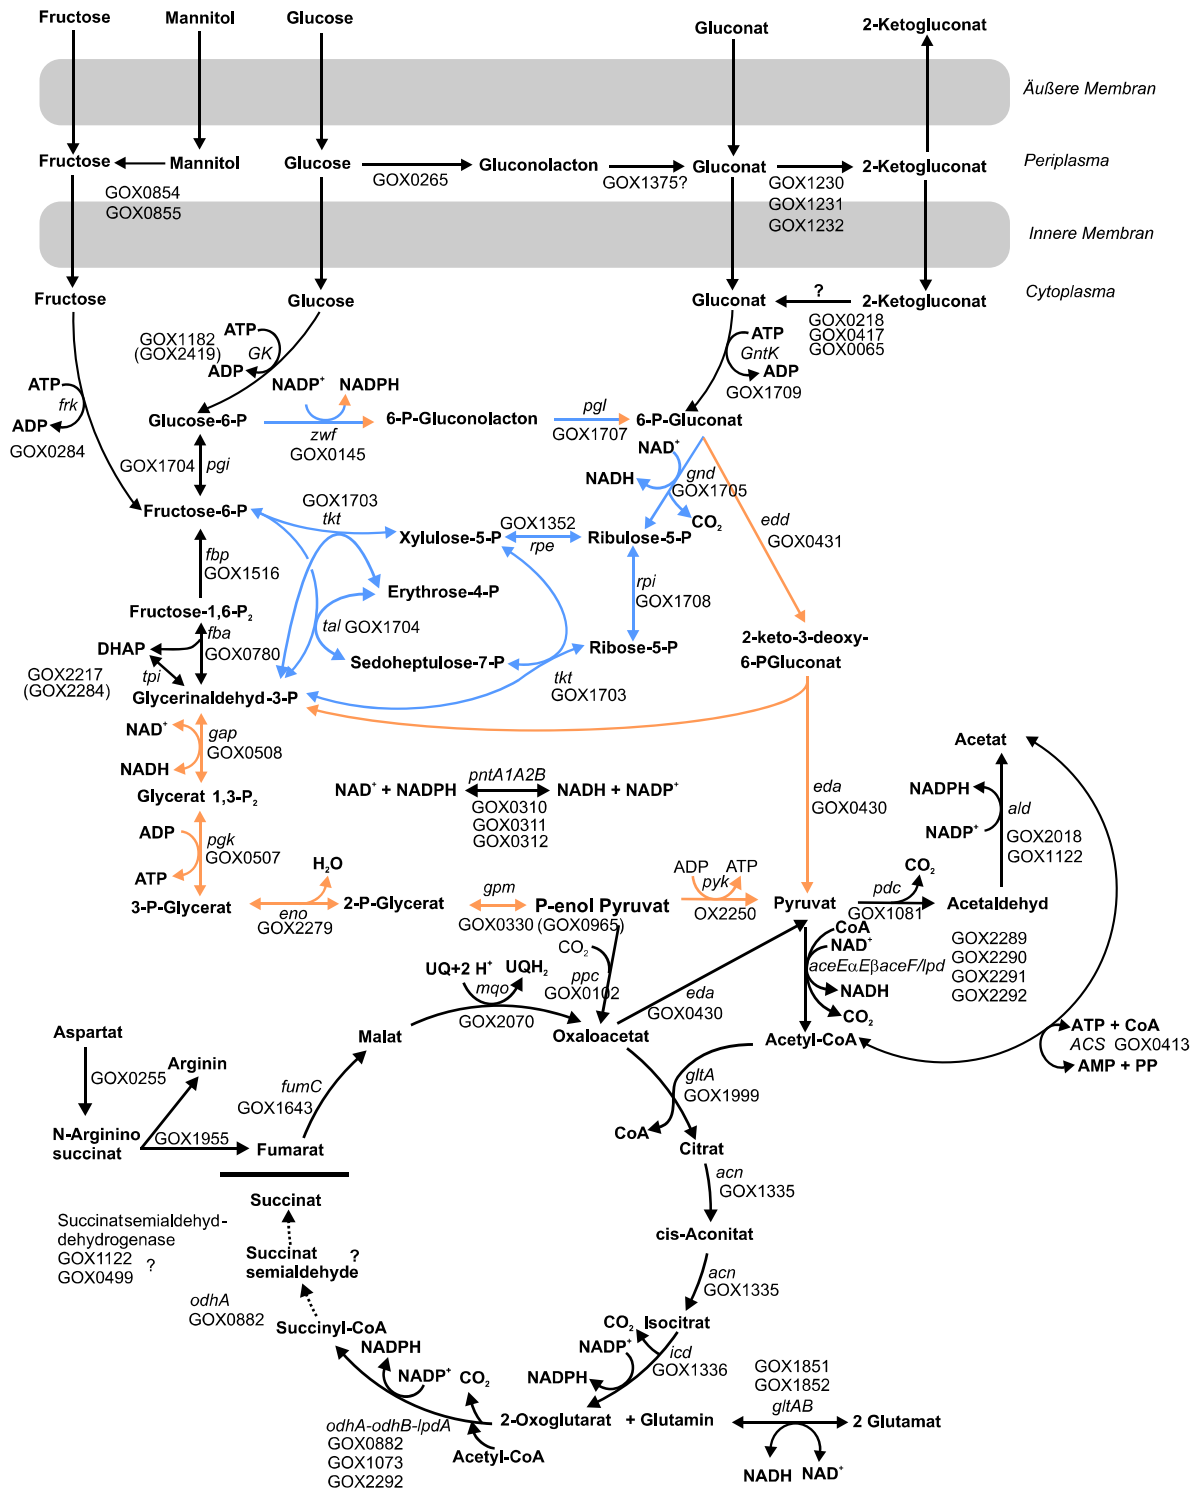 Fructose
Mannitol
Glucose
Gluconat
2-Ketogluconat
Äußere Membran
Fructose
Mannitol
Glucose
Gluconolacton
Gluconat
2-Ketogluconat
Periplasma
GOX0854
GOX0855
GOX0265
GOX1375?
GOX1230
GOX1231
GOX1232
Innere Membran
Fructose
Glucose
Gluconat
?
2-Ketogluconat
Cytoplasma
GOX0218
GOX0417
GOX0065
GOX1182
(GOX2419)
ATP
GK
ADP
ATP
GntK
ADP
GOX1709
ATP
frk
ADP
GOX0284
NADP+
NADPH
Glucose-6-P
zwf
GOX0145
6-P-Gluconolacton
pgl
GOX1707
6-P-Gluconat
GOX1704
pgi
NAD+
NADH
gnd
GOX1705
CO2
edd
GOX0431
Fructose-6-P
GOX1703
tkt
Xylulose-5-P
GOX1352
rpe
Ribulose-5-P
fbp
GOX1516
Erythrose-4-P
rpi
GOX1708
Fructose-1,6-P2
fba
GOX0780
DHAP
tpi
GOX2217
(GOX2284)
tal
GOX1704
Sedoheptulose-7-P
Ribose-5-P
tkt
GOX1703
2-keto-3-deoxy-
6-PGluconat
Glycerinaldehyd-3-P
NAD+
NADH
gap
GOX0508
Glycerat 1,3-P2
NAD+ + NADPH
pntA1A2B
NADH + NADP+
GOX0310
GOX0311
GOX0312
eda
GOX0430
Acetat
NADPH
NADP+
ald
GOX2018
GOX1122
ADP
pgk
GOX0507
ATP
3-P-Glycerat
H2O
eno
GOX2279
2-P-Glycerat
gpm
GOX0330
P-enol Pyruvat
(GOX0965)
ADP
ATP
pyk
OX2250
Pyruvat
CO2
pdc
GOX1081
Acetaldehyd
GOX2289
GOX2290
GOX2291
GOX2292
CoA
NAD+
aceEαEβaceF/lpd
NADH
CO2
CO2
ppc
GOX0102
UQ+2 H+
UQH2
mqo
GOX2070
Malat
Oxaloacetat
eda
GOX0430
Acetyl-CoA
ATP + CoA
ACS GOX0413
AMP + PP
Aspartat
GOX0255
Arginin
N-Arginino
succinat
GOX1955
Fumarat
fumC
GOX1643
gltA
GOX1999
CoA
Citrat
acn
GOX1335
cis-Aconitat
acn
GOX1335
Succinat
Succinatsemialdehyd-
dehydrogenase
GOX1122
GOX0499
?
Succinat
semialdehyde
?
odhA
GOX0882
Succinyl-CoA
NADPH
NADP+
CO2
CO2
Isocitrat
NADP+
icd
GOX1336
NADPH
2-Oxoglutarat
+ Glutamin
GOX1851
GOX1852
gltAB
2 Glutamat
NADH
NAD+
odhA-odhB-lpdA
GOX0882
GOX1073
GOX2292
Acetyl-CoA